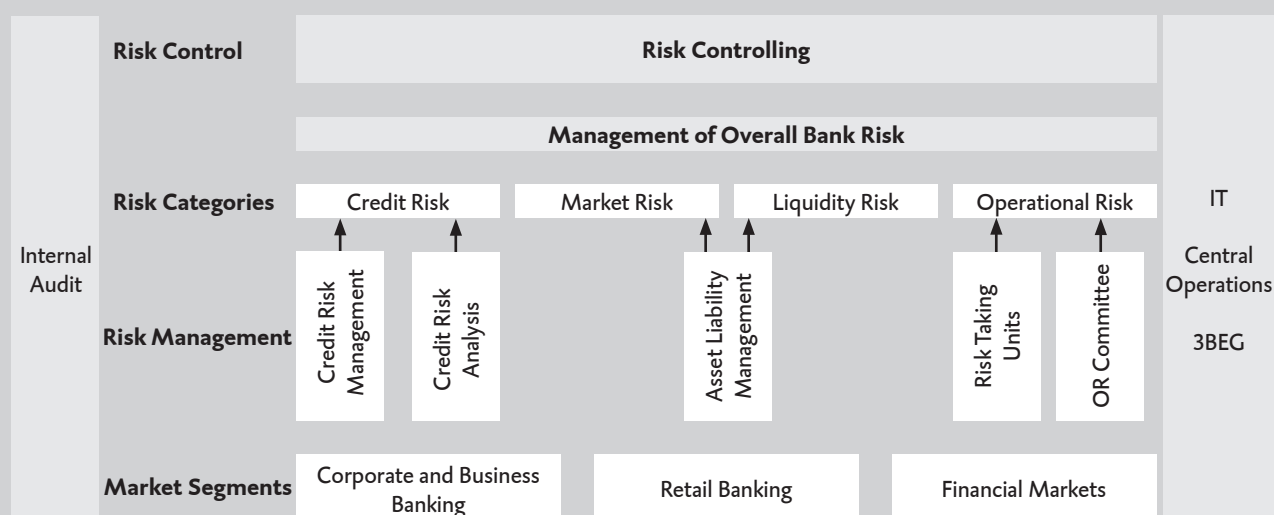 Risk Control
Risk Controlling
Management of Overall Bank Risk
Risk Categories
Credit Risk
Market Risk
Liquidity Risk
Operational Risk
Internal
Audit
Risk Management
Credit Risk
Management
Credit Risk
Analysis
Asset Liability
Management
Risk Taking
Units
OR Committee
Market Segments
Corporate and Business
Banking
Retail Banking
Financial Markets
IT
Central
Operations
3BEG